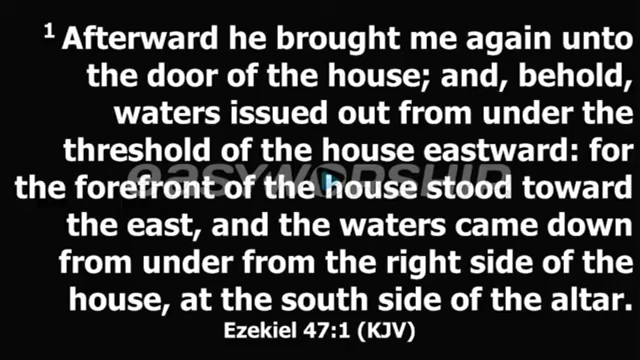 1 Afterward he brought me again unto
the door of the house; and, behold,
waters issued out from under the
threshold of the house eastward: for
the forefront of the house stood toward
the east, and the waters came down
from under from the right side of the
house, at the south side of the altar.
Ezekiel 47:1 (KJV)
EASYWORSHIP